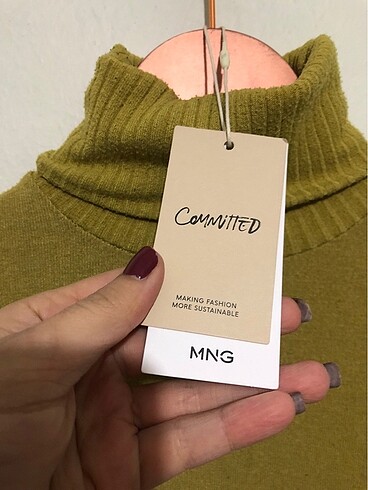 COMMITTED
MAKING FASHION
MORE SUSTAINABLE
MNG